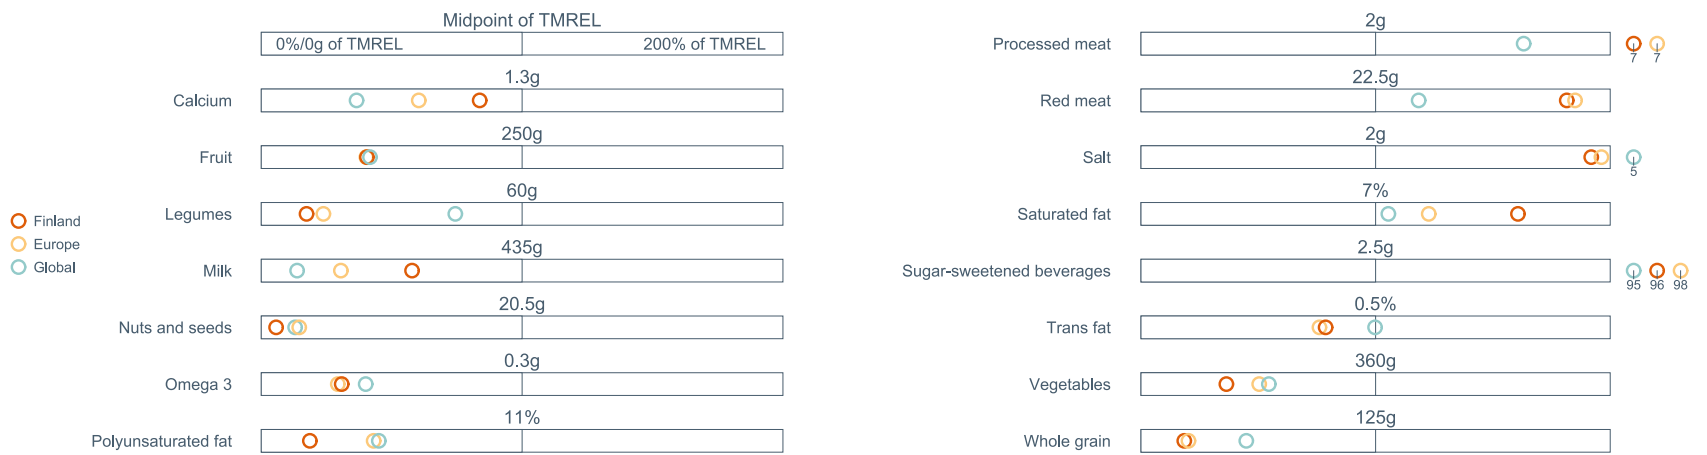 Midpoint of TMREL
0%/0g of TMREL
200% of TMREL
1.3g
Calcium
250g
Fruit
60g
Legumes
435g
Milk
20.5g
Nuts and seeds
0.3g
Omega 3
11%
Polyunsaturated fat
Finland
Europe
Global
2g
Processed meat
7 7
22.5g
Red meat
2g
Salt
5
7%
Saturated fat
2.5g
Sugar-sweetened beverages
95 96 98
0.5%
Trans fat
360g
Vegetables
125g
Whole grain